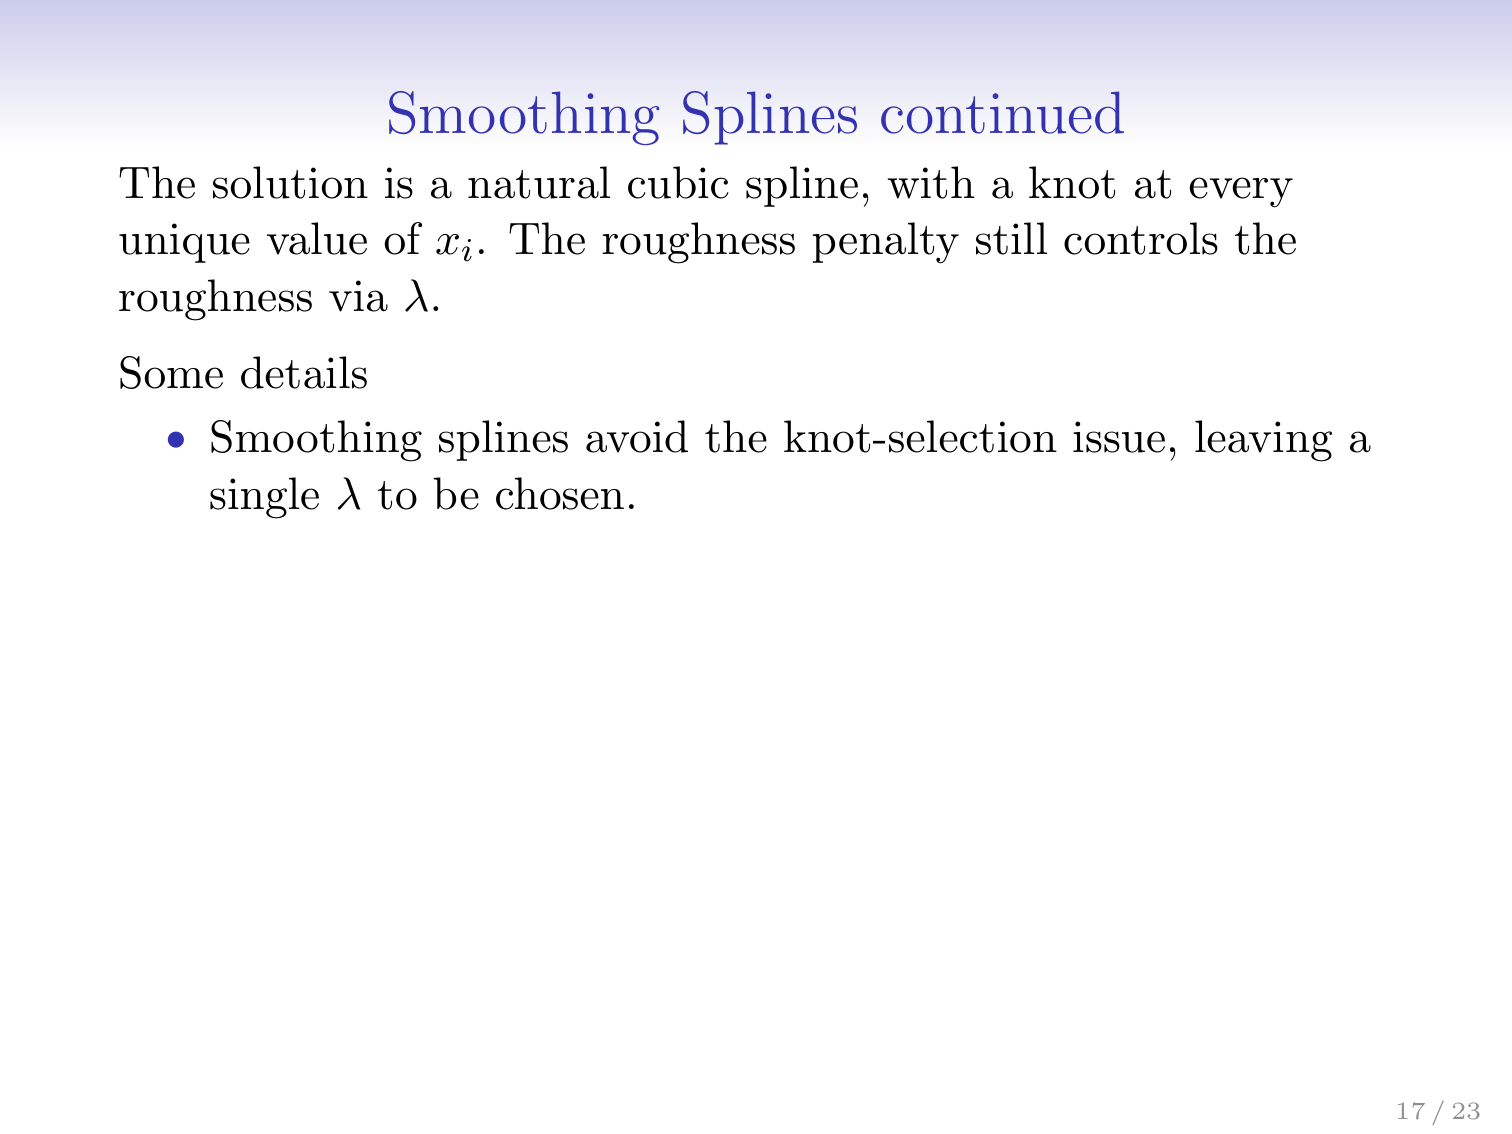 Smoothing Splines continued
The solution is a natural cubic spline, with a knot at every
unique value of xᵢ. The roughness penalty still controls the
roughness via λ.
Some details
• Smoothing splines avoid the knot-selection issue, leaving a
single λ to be chosen.
17 / 23